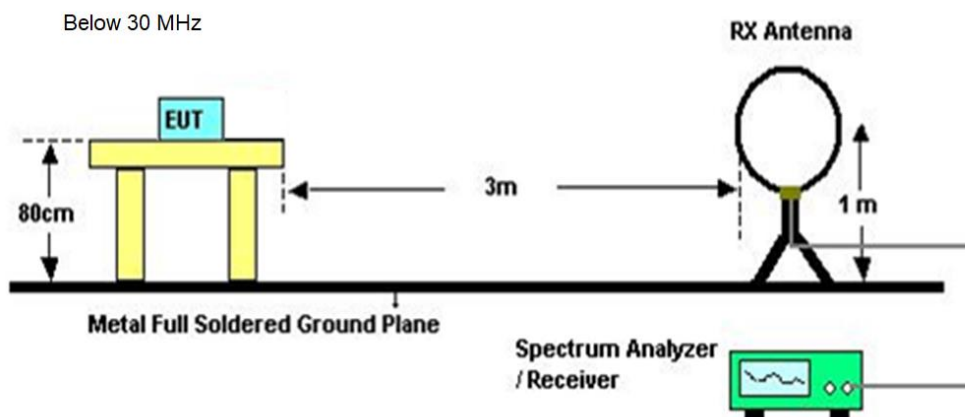 Below 30 MHz
RX Antenna
EUT
80cm
3m
1 m
Metal Full Soldered Ground Plane
Spectrum Analyzer
/ Receiver